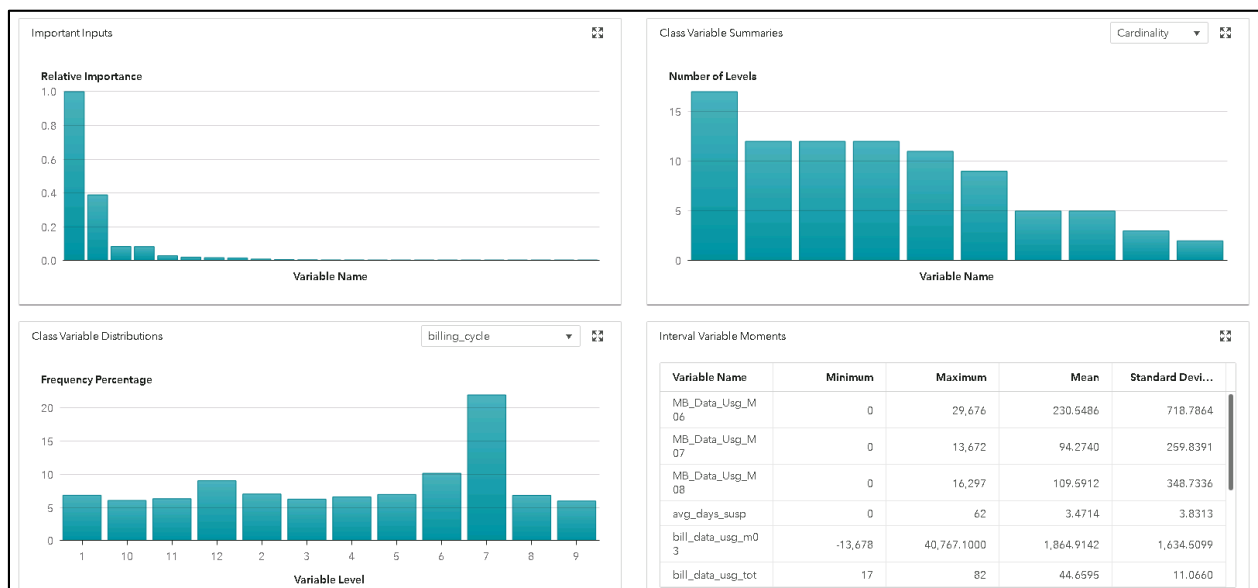 Important Inputs
Relative Importance
1.0
0.8
0.6
0.4
0.2
0.0
Variable Name
Class Variable Summaries
Cardinality
Number of Levels
15
10
5
0
Variable Name
Class Variable Distributions
billing_cycle
Frequency Percentage
20
15
10
5
0
1 10 11 12 2 3 4 5 6 7 8 9
Variable Level
Interval Variable Moments
Variable Name Minimum Maximum Mean Standard Devi...
MB_Data_Usg_M
06 0 29,676 230.5486 718.7864
MB_Data_Usg_M
07 0 13,672 94.2740 259.8391
MB_Data_Usg_M
08 0 16,297 109.5912 348.7336
avg_days_susp 0 62 3.4714 3.8313
bill_data_usg_m0
3 -13,678 40,767.1000 1,864.9142 1,634.5099
bill_data_usg_tot 17 82 44.6595 11.0660